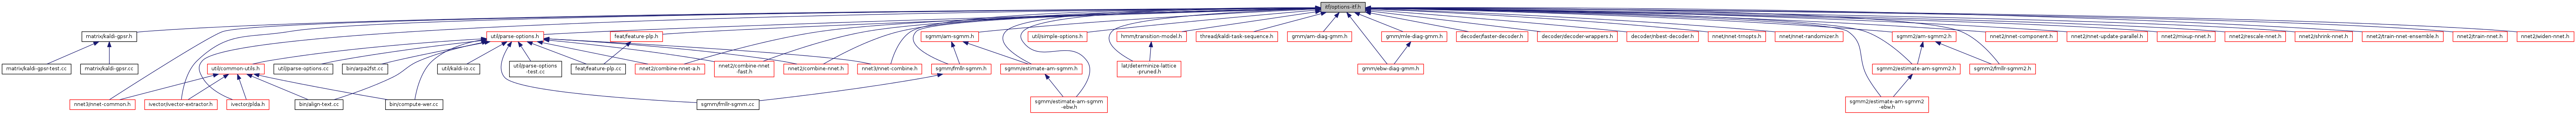 itf/options-itf.h
matrix/kaldi-gpsr.h
util/parse-options.h
feat/feature-plp.h
sgmm/am-sgmm.h
util/simple-options.h
hmm/transition-model.h
thread/kaldi-task-sequence.h
gmm/am-diag-gmm.h
gmm/mle-diag-gmm.h
decoder/faster-decoder.h
decoder/decoder-wrappers.h
decoder/nbest-decoder.h
nnet/nnet-trnopts.h
nnet/nnet-randomizer.h
sgmm2/am-sgmm2.h
nnet2/nnet-component.h
nnet2/nnet-update-parallel.h
nnet2/mixup-nnet.h
nnet2/rescale-nnet.h
nnet2/shrink-nnet.h
nnet2/train-nnet-ensemble.h
nnet2/train-nnet.h
nnet2/widen-nnet.h
matrix/kaldi-gpsr-test.cc
matrix/kaldi-gpsr.cc
util/common-utils.h
util/parse-options.cc
bin/arpa2fst.cc
util/kaldi-io.cc
util/parse-options
-test.cc
feat/feature-plp.cc
nnet2/combine-nnet-a.h
nnet2/combine-nnet
-fast.h
nnet2/combine-nnet.h
nnet3/nnet-combine.h
sgmm/fmllr-sgmm.h
sgmm/estimate-am-sgmm.h
lat/determinize-lattice
-pruned.h
gmm/ebw-diag-gmm.h
sgmm2/estimate-am-sgmm2.h
sgmm2/fmllr-sgmm2.h
nnet3/nnet-common.h
ivector/ivector-extractor.h
ivector/plda.h
bin/align-text.cc
bin/compute-wer.cc
sgmm/fmllr-sgmm.cc
sgmm/estimate-am-sgmm
-ebw.h
sgmm2/estimate-am-sgmm2
-ebw.h